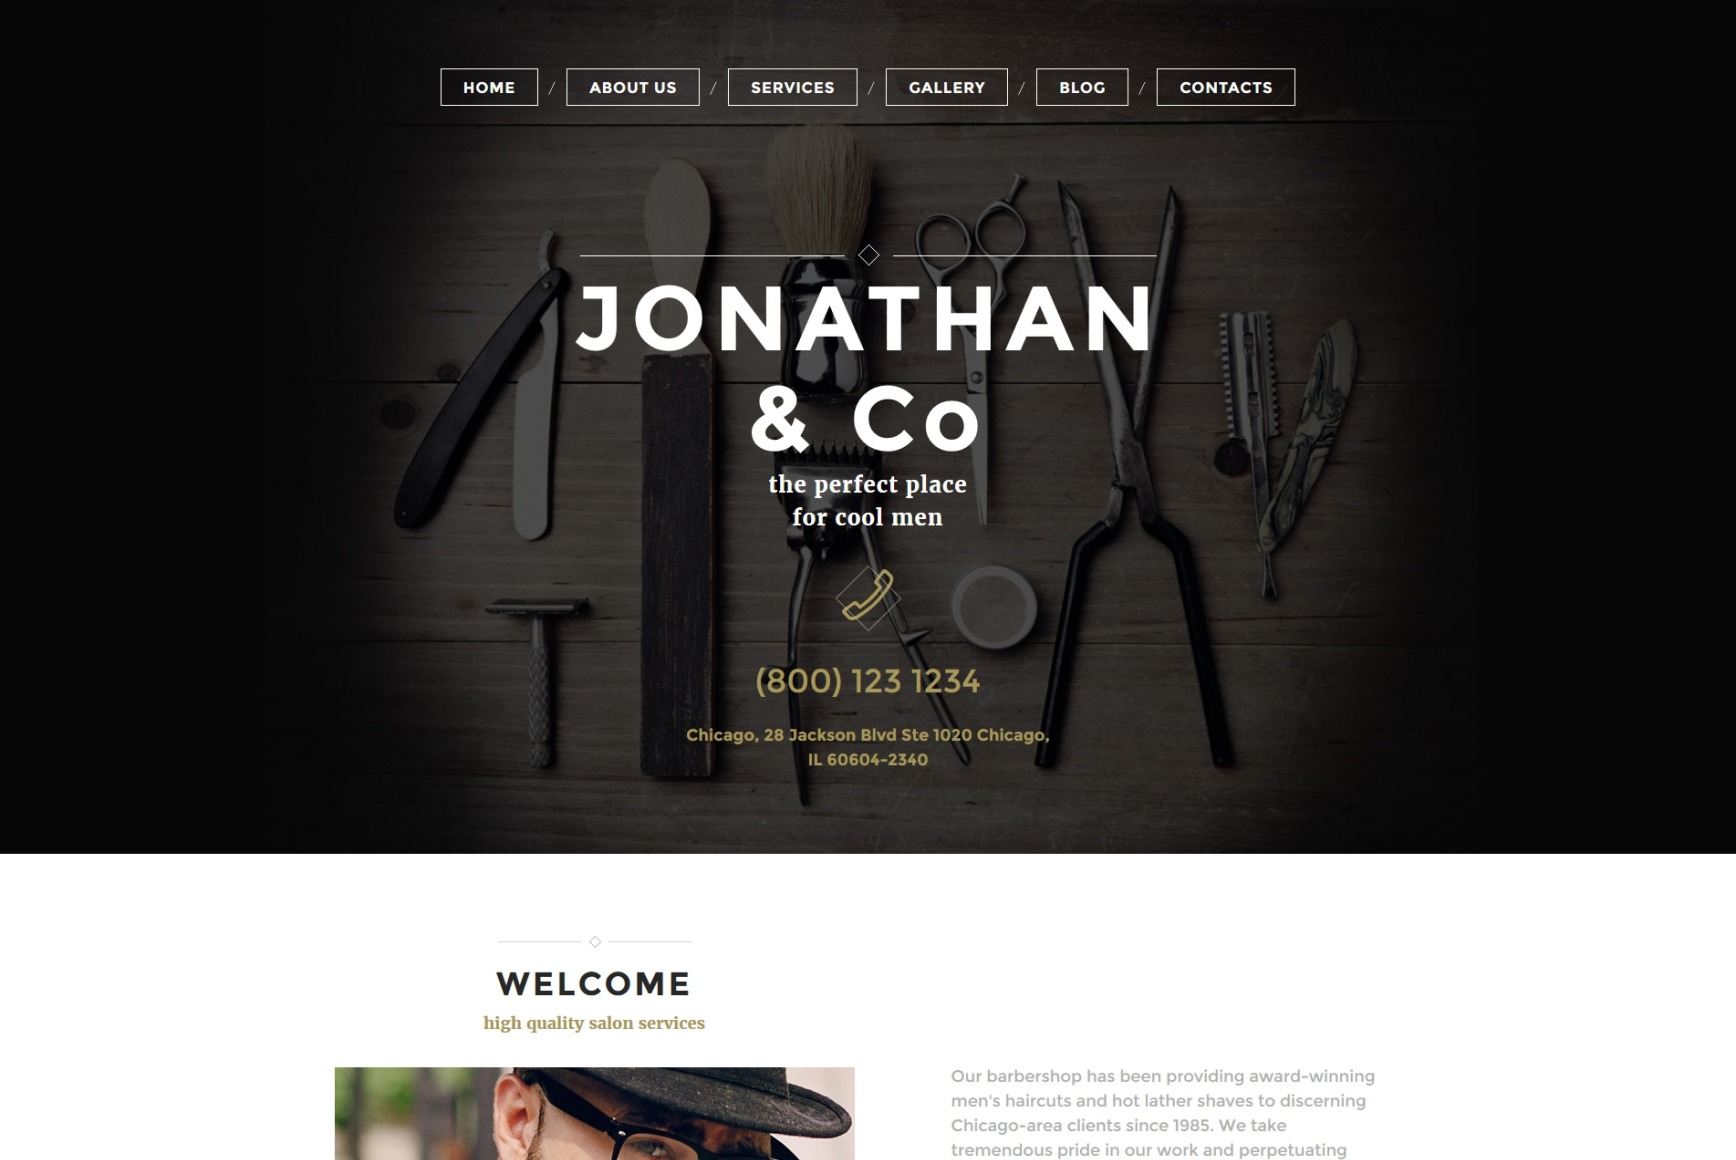 HOME / ABOUT US / SERVICES / GALLERY / BLOG / CONTACTS
JONATHAN
& Co
the perfect place
for cool men
(800) 123 1234
Chicago, 28 Jackson Blvd Ste 1020 Chicago,
IL 60604-2340
WELCOME
high quality salon services
Our barbershop has been providing award-winning
men's haircuts and hot lather shaves to discerning
Chicago-area clients since 1985. We take
tremendous pride in our work and perpetuating